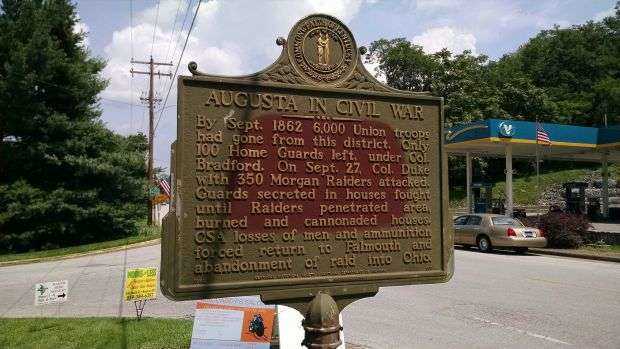 AUGUSTA IN CIVIL WAR
By Sept. 1862 6,000 Union troops
had gone from this district. Only
100 Home Guards left, under Col.
Bradford. On Sept. 27, Col. Duke
with 350 Morgan Raiders attacked.
Guards secreted in houses fought
until Raiders penetrated area,
burned and cannonaded houses.
CSA losses of men and ammunition
forced return to Falmouth and
abandonment of raid into Ohio.